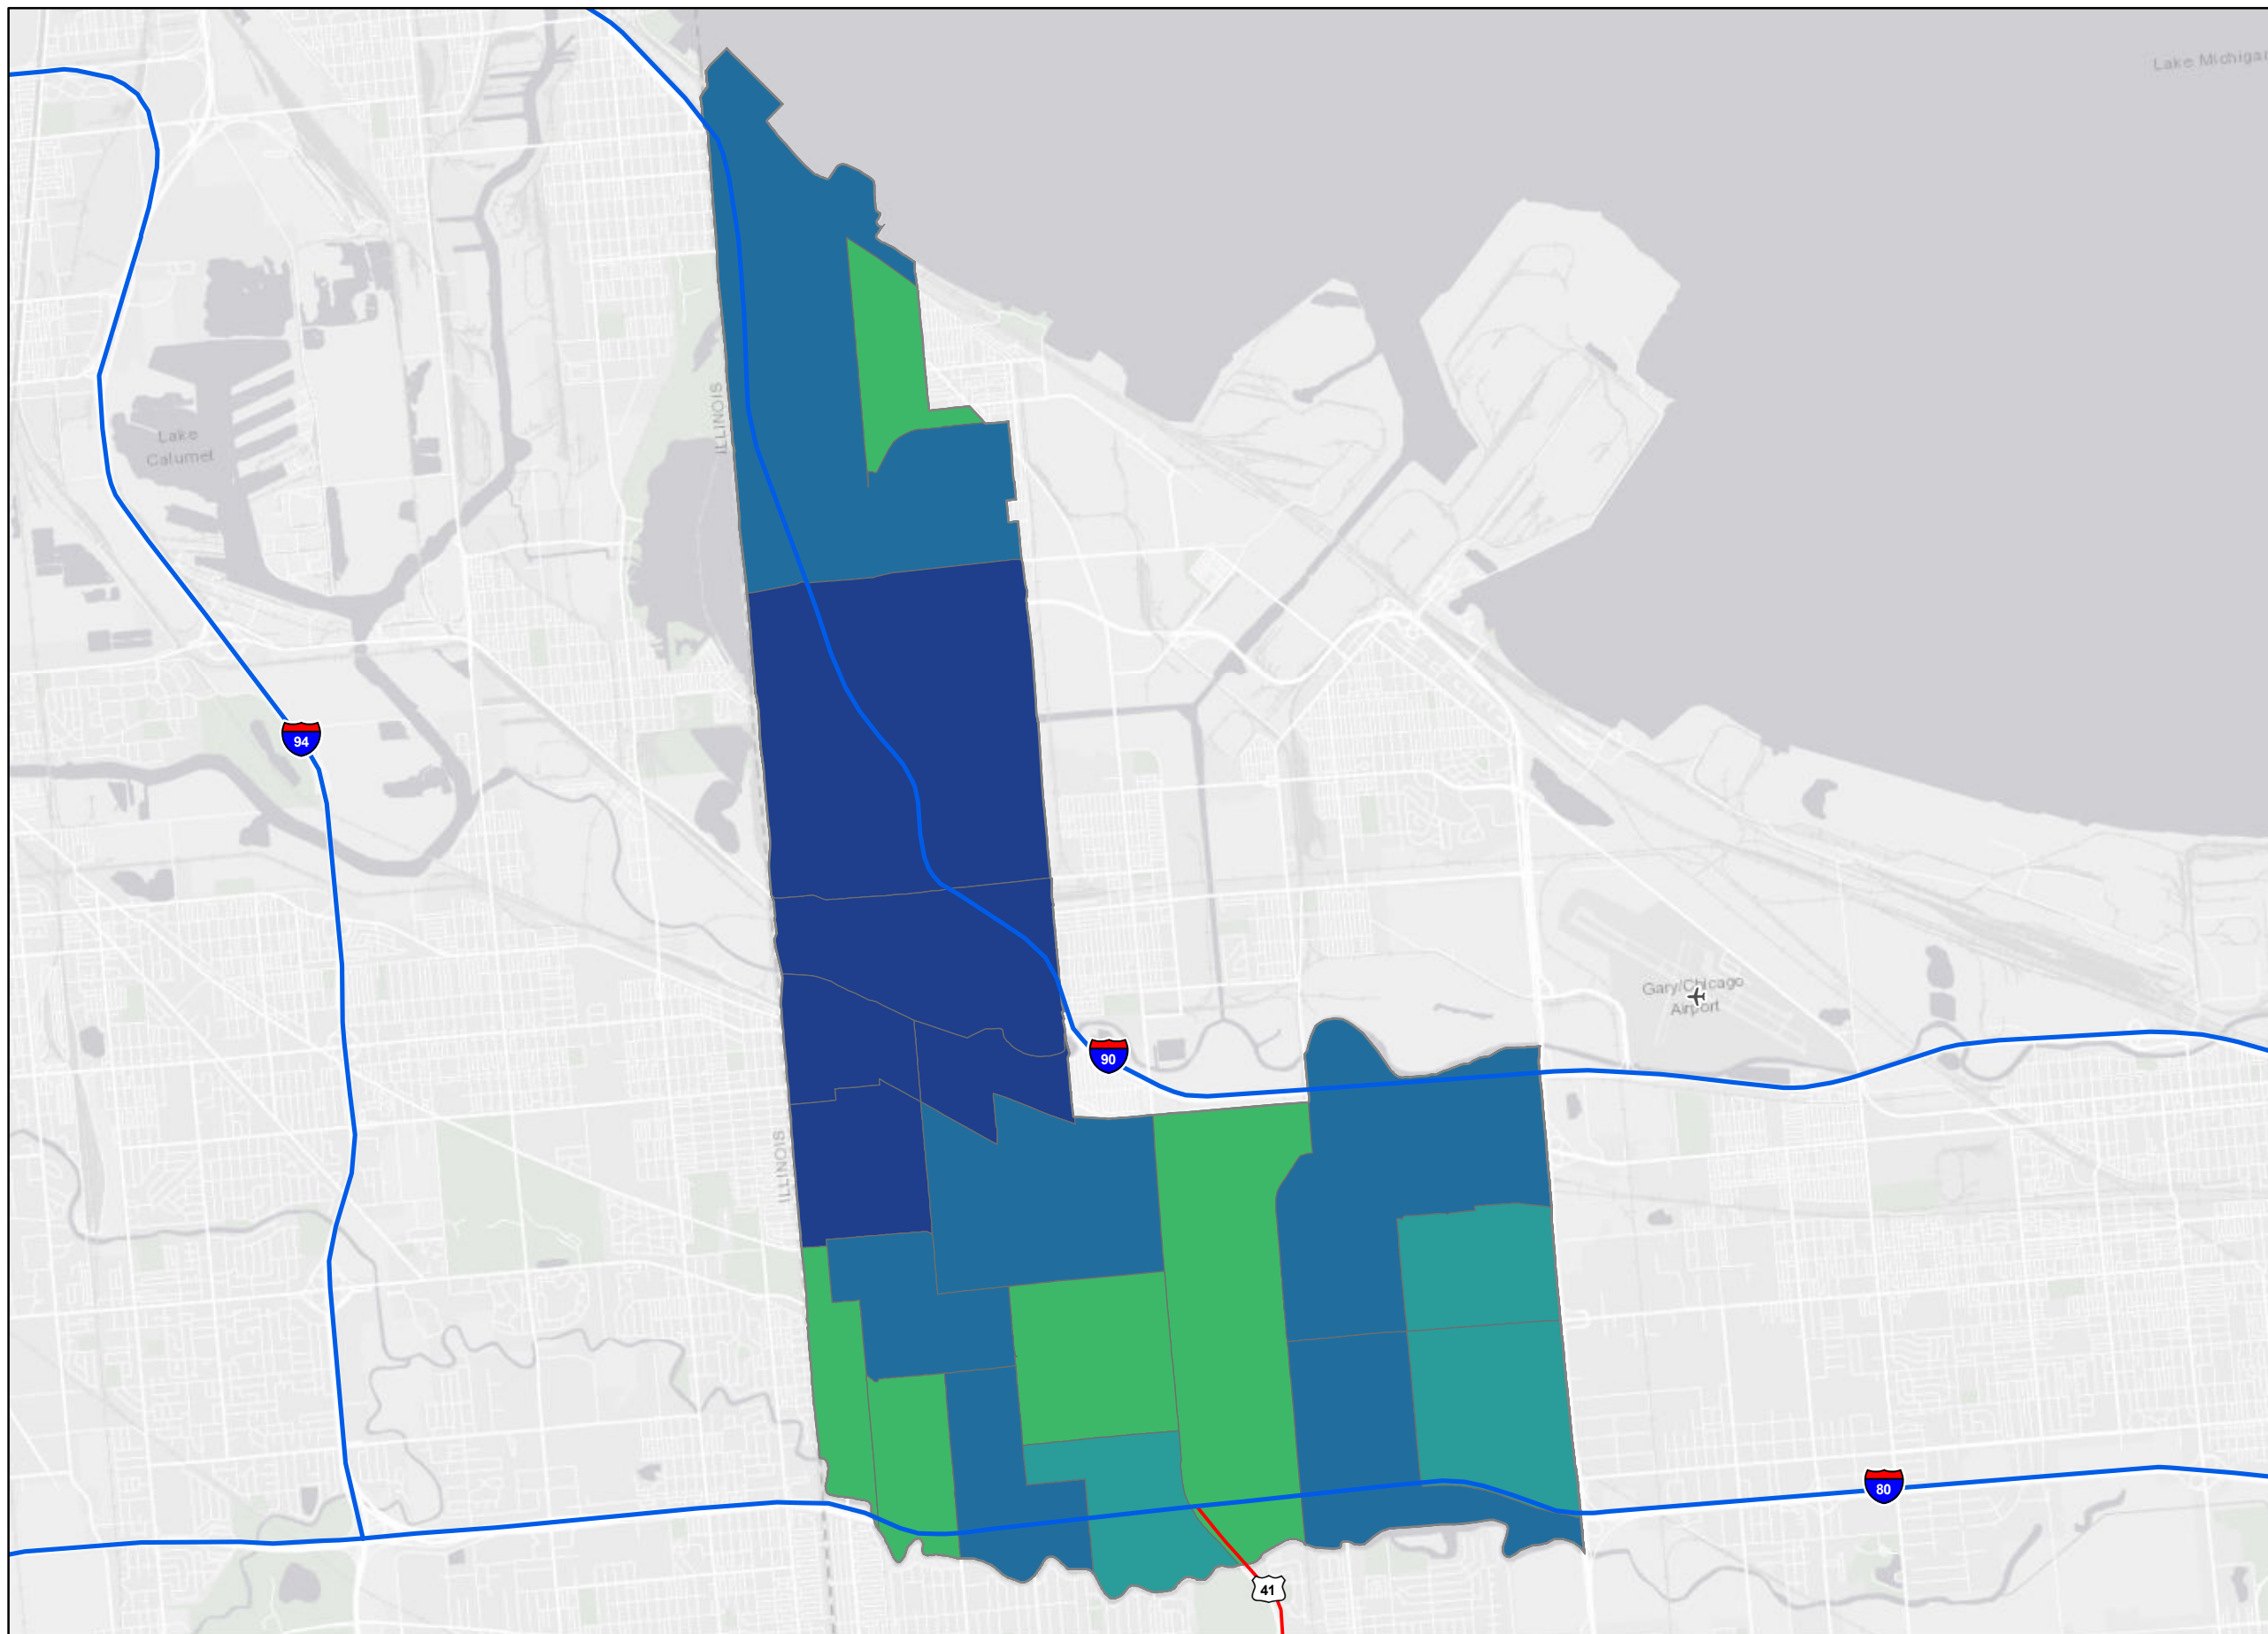 Lake Michigan
ILLINOIS
Lake
Calumet
94
Gary/Chicago
Airport
90
ILLINOIS
80
41